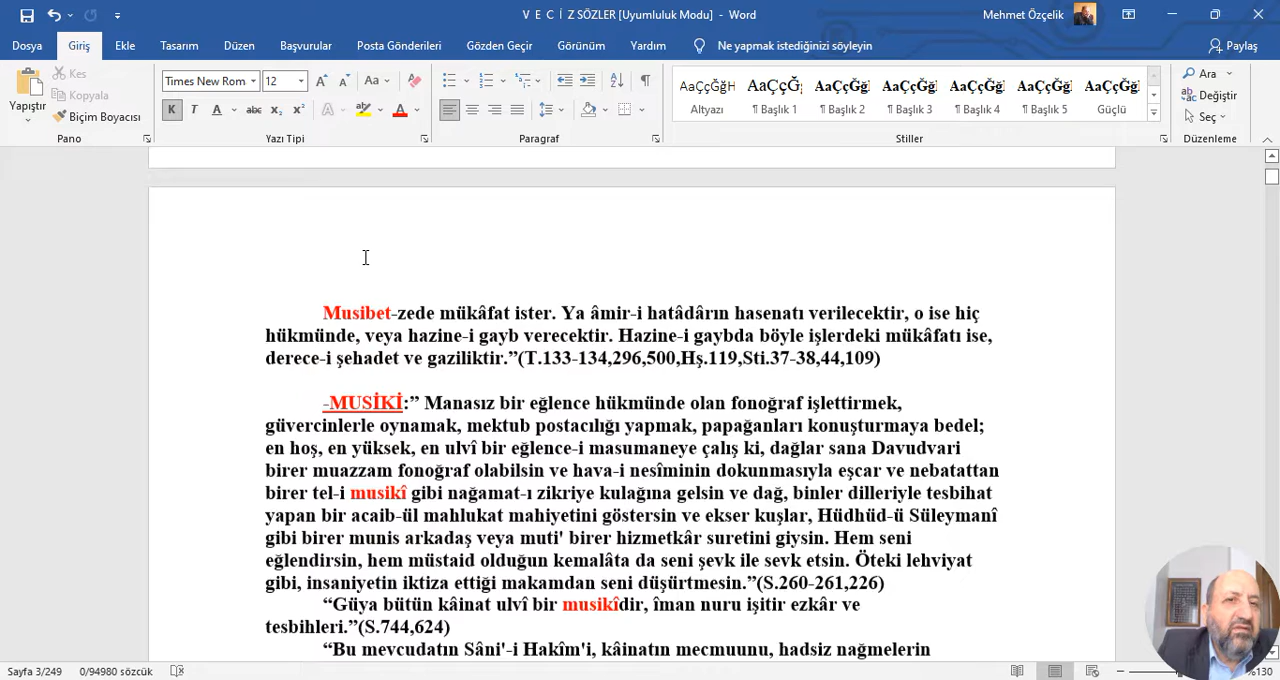 V E C İ Z SÖZLER [Uyumluluk Modu] - Word
Mehmet Özçelik
Dosya Giriş Ekle Tasarım Düzen Başvurular Posta Gönderileri Gözden Geçir Görünüm Yardım Ne yapmak istediğinizi söyleyin Paylaş
Yapıştır
Kes
Kopyala
Biçim Boyacısı
Pano
Times New Rom 12
Yazı Tipi
Paragraf
AaÇçĞğH AaÇçĞ AaÇçĞğ AaÇçĞğ AaÇçĞğ AaÇçĞğ AaÇçĞğ
Altyazı ¶ Başlık 1 ¶ Başlık 2 ¶ Başlık 3 ¶ Başlık 4 ¶ Başlık 5 Güçlü
Stiller
Ara
Değiştir
Seç
Düzenleme
Musibet-zede mükâfat ister. Ya âmir-i hatâdârın hasenatı verilecektir, o ise hiç
hükmünde, veya hazine-i gayb verecektir. Hazine-i gaybda böyle işlerdeki mükâfatı ise,
derece-i şehadet ve gaziliktir.”(T.133-134,296,500,Hş.119,Sti.37-38,44,109)
-MUSİKİ:” Manasız bir eğlence hükmünde olan fonoğraf işlettirmek,
güvercinlerle oynamak, mektub postacılığı yapmak, papağanları konuşturmaya bedel;
en hoş, en yüksek, en ulvî bir eğlence-i masumaneye çalış ki, dağlar sana Davudvari
birer muazzam fonoğraf olabilsin ve hava-i nesîminin dokunmasıyla eşcar ve nebatattan
birer tel-i musikî gibi nağamat-ı zikriye kulağına gelsin ve dağ, binler dilleriyle tesbihat
yapan bir acaib-ül mahlukat mahiyetini göstersin ve ekser kuşlar, Hüdhüd-ü Süleymanî
gibi birer munis arkadaş veya muti' birer hizmetkâr suretini giysin. Hem seni
eğlendirsin, hem müstaid olduğun kemalâta da seni şevk ile sevk etsin. Öteki lehviyat
gibi, insaniyetin iktiza ettiği makamdan seni düşürtmesin.”(S.260-261,226)
“Güya bütün kâinat ulvî bir musikîdir, îman nuru işitir ezkâr ve
tesbihleri.”(S.744,624)
“Bu mevcudatın Sâni'-i Hakîm'i, kâinatın mecmuunu, hadsiz nağmelerin
Sayfa 3/249 0/94980 sözcük %130